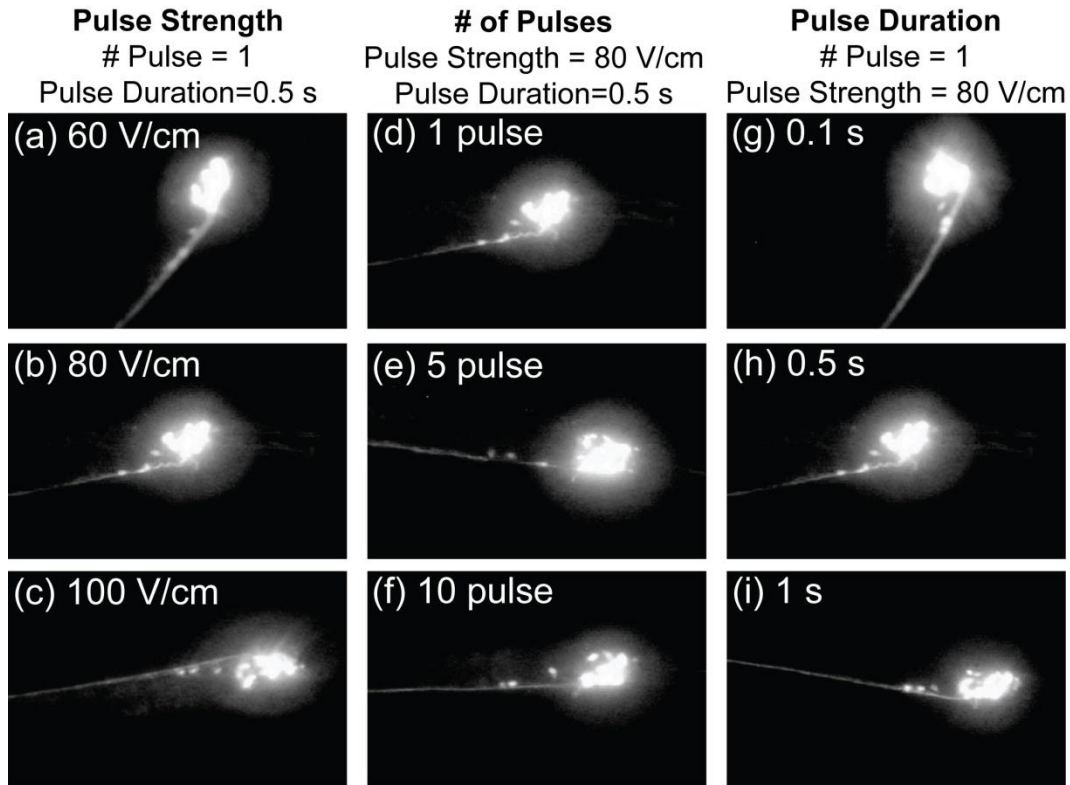 Pulse Strength
# Pulse = 1
Pulse Duration=0.5 s
# of Pulses
Pulse Strength = 80 V/cm
Pulse Duration=0.5 s
Pulse Duration
# Pulse = 1
Pulse Strength = 80 V/cm
(a) 60 V/cm
(d) 1 pulse
(g) 0.1 s
(b) 80 V/cm
(e) 5 pulse
(h) 0.5 s
(c) 100 V/cm
(f) 10 pulse
(i) 1 s